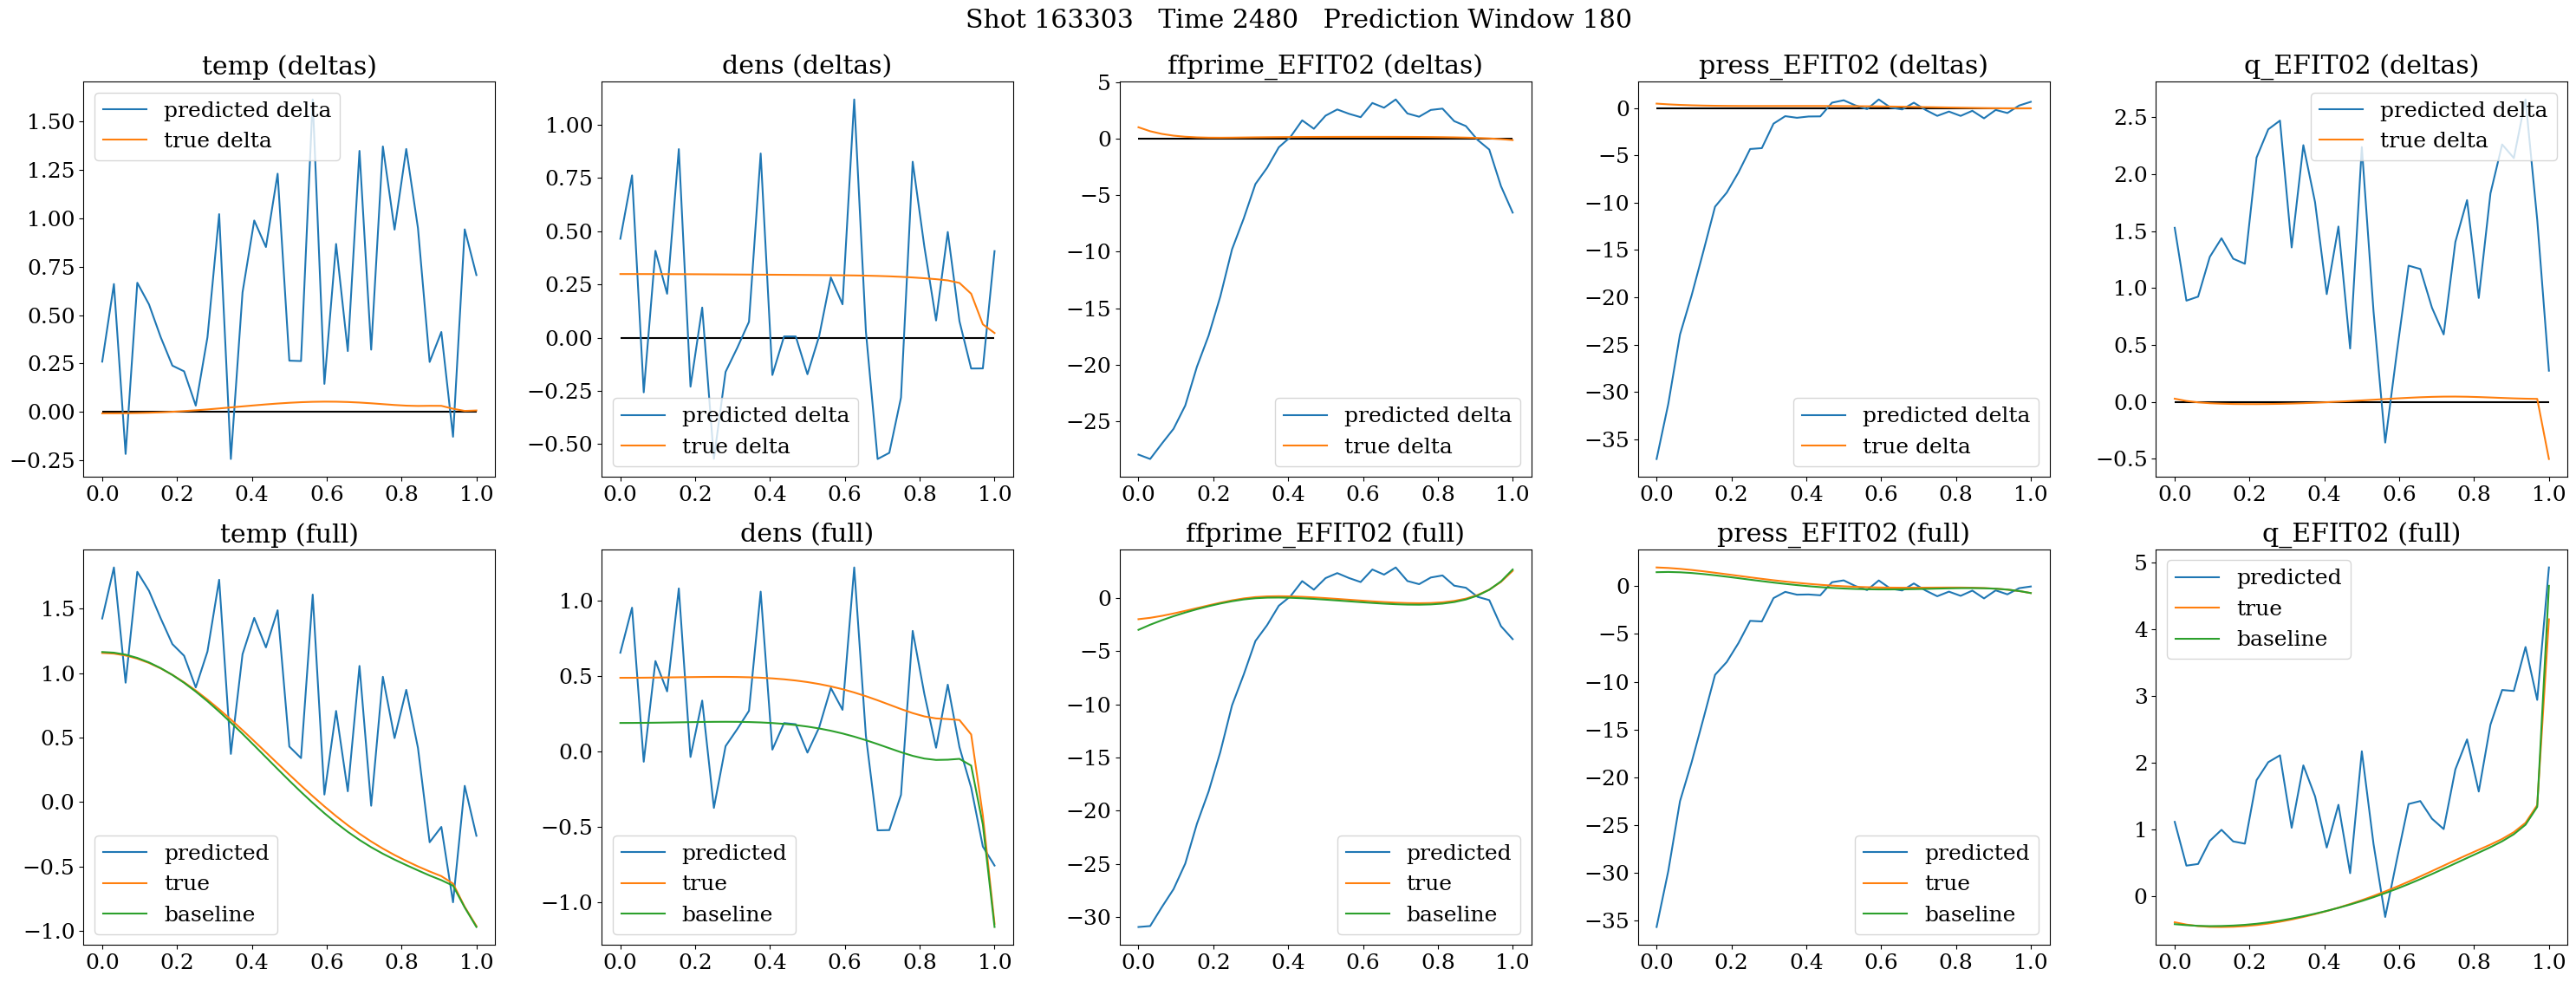 Shot 163303   Time 2480   Prediction Window 180
temp (deltas)
1.50
1.25
1.00
0.75
0.50
0.25
0.00
−0.25
0.0 0.2 0.4 0.6 0.8 1.0
predicted delta
true delta
dens (deltas)
1.00
0.75
0.50
0.25
0.00
−0.25
−0.50
0.0 0.2 0.4 0.6 0.8 1.0
predicted delta
true delta
ffprime_EFIT02 (deltas)
5
0
−5
−10
−15
−20
−25
0.0 0.2 0.4 0.6 0.8 1.0
predicted delta
true delta
press_EFIT02 (deltas)
0
−5
−10
−15
−20
−25
−30
−35
0.0 0.2 0.4 0.6 0.8 1.0
predicted delta
true delta
q_EFIT02 (deltas)
2.5
2.0
1.5
1.0
0.5
0.0
−0.5
0.0 0.2 0.4 0.6 0.8 1.0
predicted delta
true delta
temp (full)
1.5
1.0
0.5
0.0
−0.5
−1.0
0.0 0.2 0.4 0.6 0.8 1.0
predicted
true
baseline
dens (full)
1.0
0.5
0.0
−0.5
−1.0
0.0 0.2 0.4 0.6 0.8 1.0
predicted
true
baseline
ffprime_EFIT02 (full)
0
−5
−10
−15
−20
−25
−30
0.0 0.2 0.4 0.6 0.8 1.0
predicted
true
baseline
press_EFIT02 (full)
0
−5
−10
−15
−20
−25
−30
−35
0.0 0.2 0.4 0.6 0.8 1.0
predicted
true
baseline
q_EFIT02 (full)
5
4
3
2
1
0
0.0 0.2 0.4 0.6 0.8 1.0
predicted
true
baseline